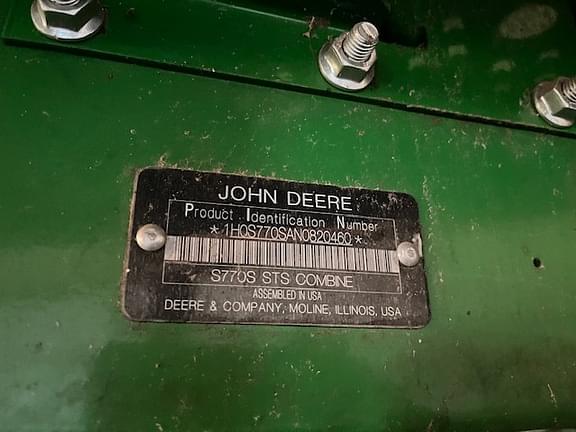 JOHN DEERE
Product Identification Number
*1H0S770SAN0820460*
S770S STS COMBINE
ASSEMBLED IN USA
DEERE & COMPANY, MOLINE, ILLINOIS, USA